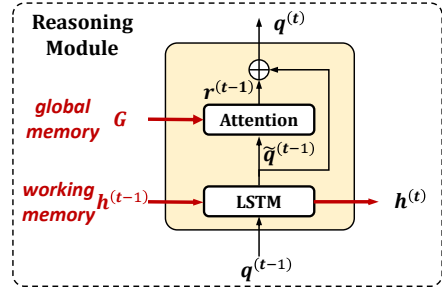 Reasoning
Module
q^(t)
r^(t−1)
global
memory G
Attention
q̃^(t−1)
working
memory h^(t−1)
LSTM
h^(t)
q^(t−1)